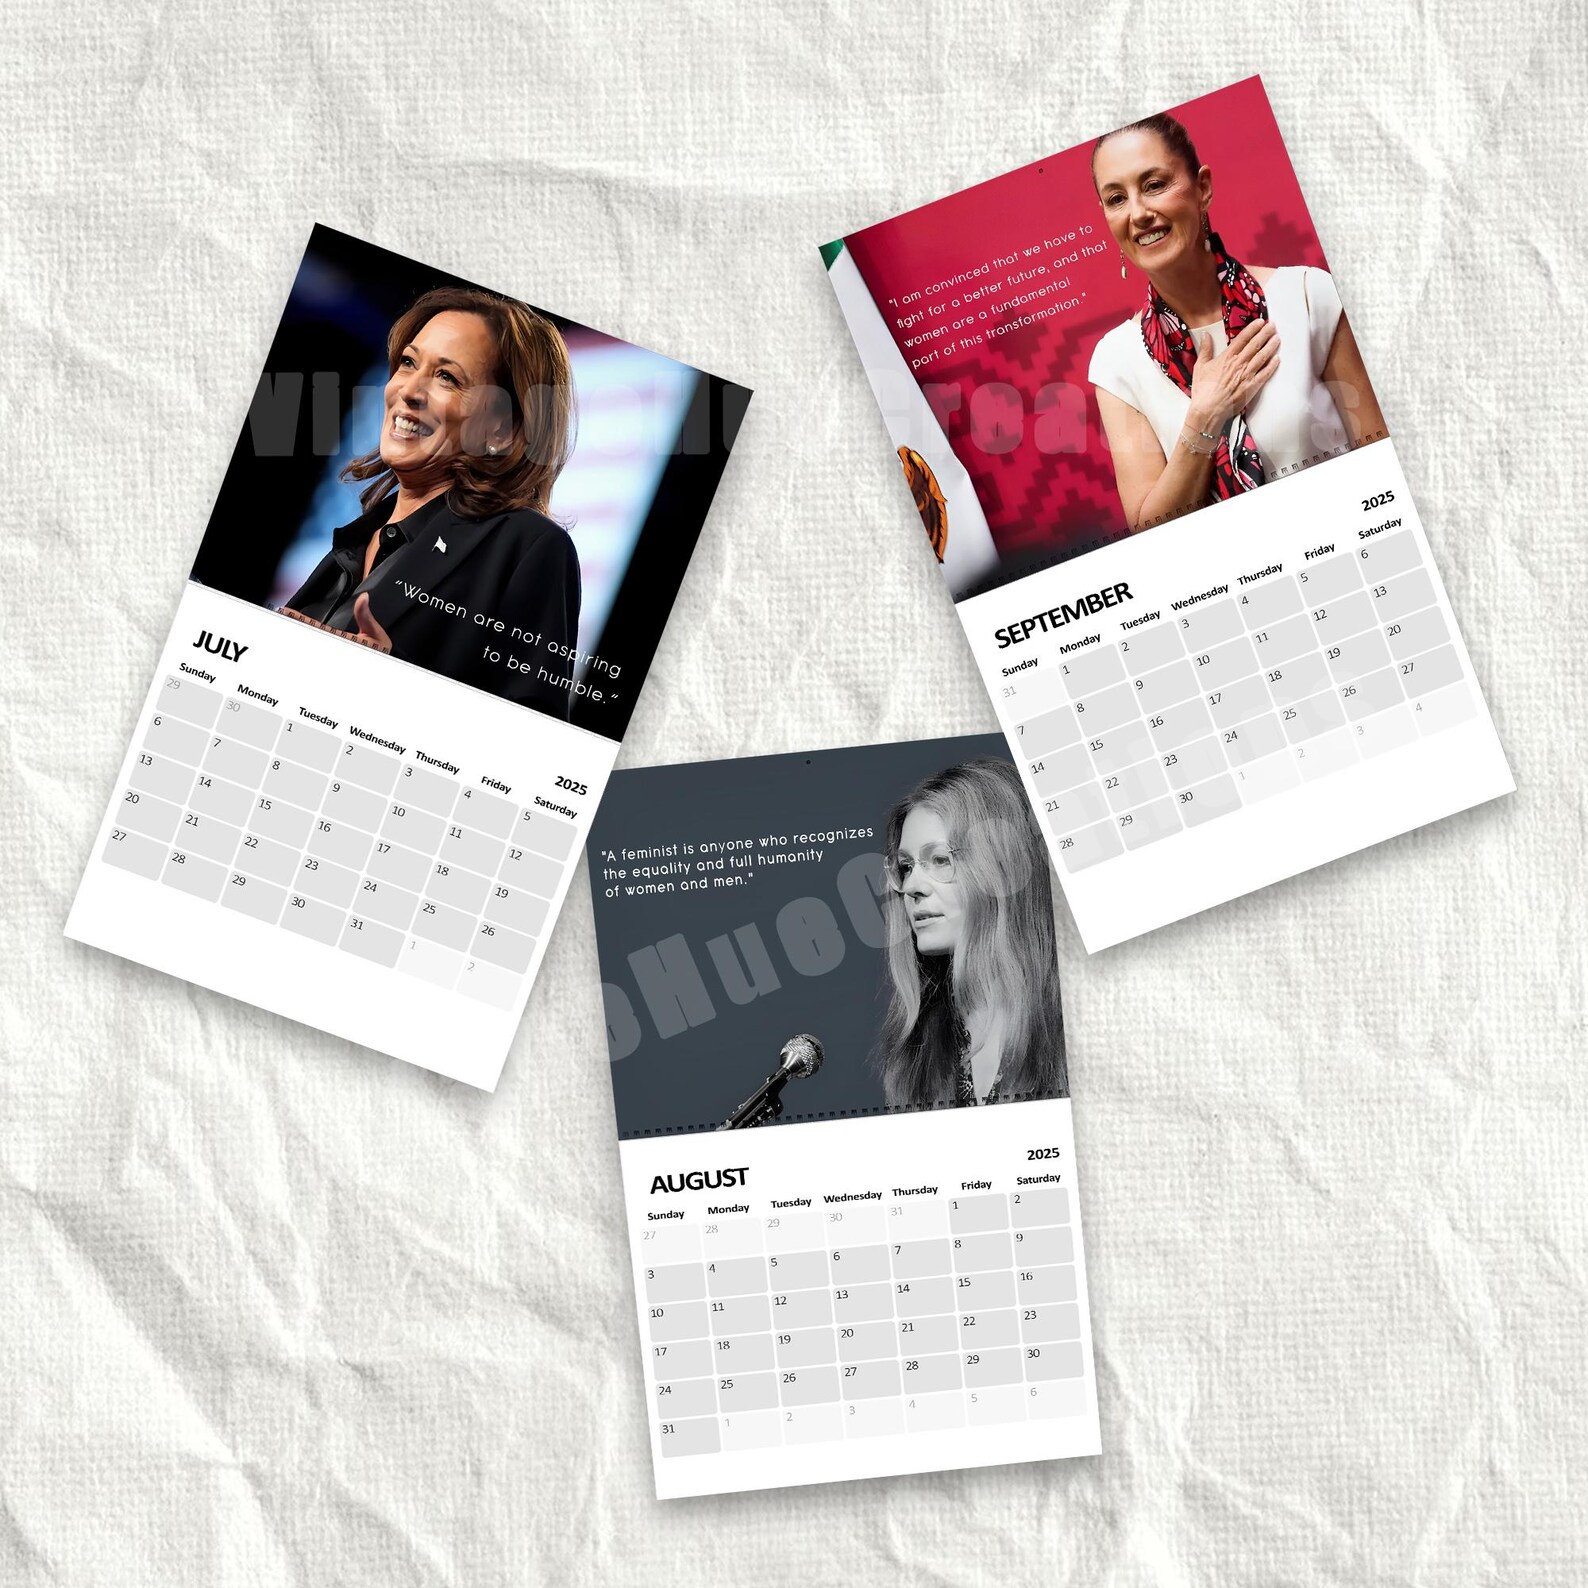 "Women are not aspiring
to be humble."
JULY
2025
Sunday Monday Tuesday Wednesday Thursday Friday Saturday
29 30 1 2 3 4 5
6 7 8 9 10 11 12
13 14 15 16 17 18 19
20 21 22 23 24 25 26
27 28 29 30 31 1 2
"I am convinced that we have to
fight for a better future, and that
women are a fundamental
part of this transformation."
SEPTEMBER
2025
Sunday Monday Tuesday Wednesday Thursday Friday Saturday
31 1 2 3 4 5 6
7 8 9 10 11 12 13
14 15 16 17 18 19 20
21 22 23 24 25 26 27
28 29 30 1 2 3 4
"A feminist is anyone who recognizes
the equality and full humanity
of women and men."
AUGUST
2025
Sunday Monday Tuesday Wednesday Thursday Friday Saturday
27 28 29 30 31 1 2
3 4 5 6 7 8 9
10 11 12 13 14 15 16
17 18 19 20 21 22 23
24 25 26 27 28 29 30
31 1 2 3 4 5 6
VintageHueCreations